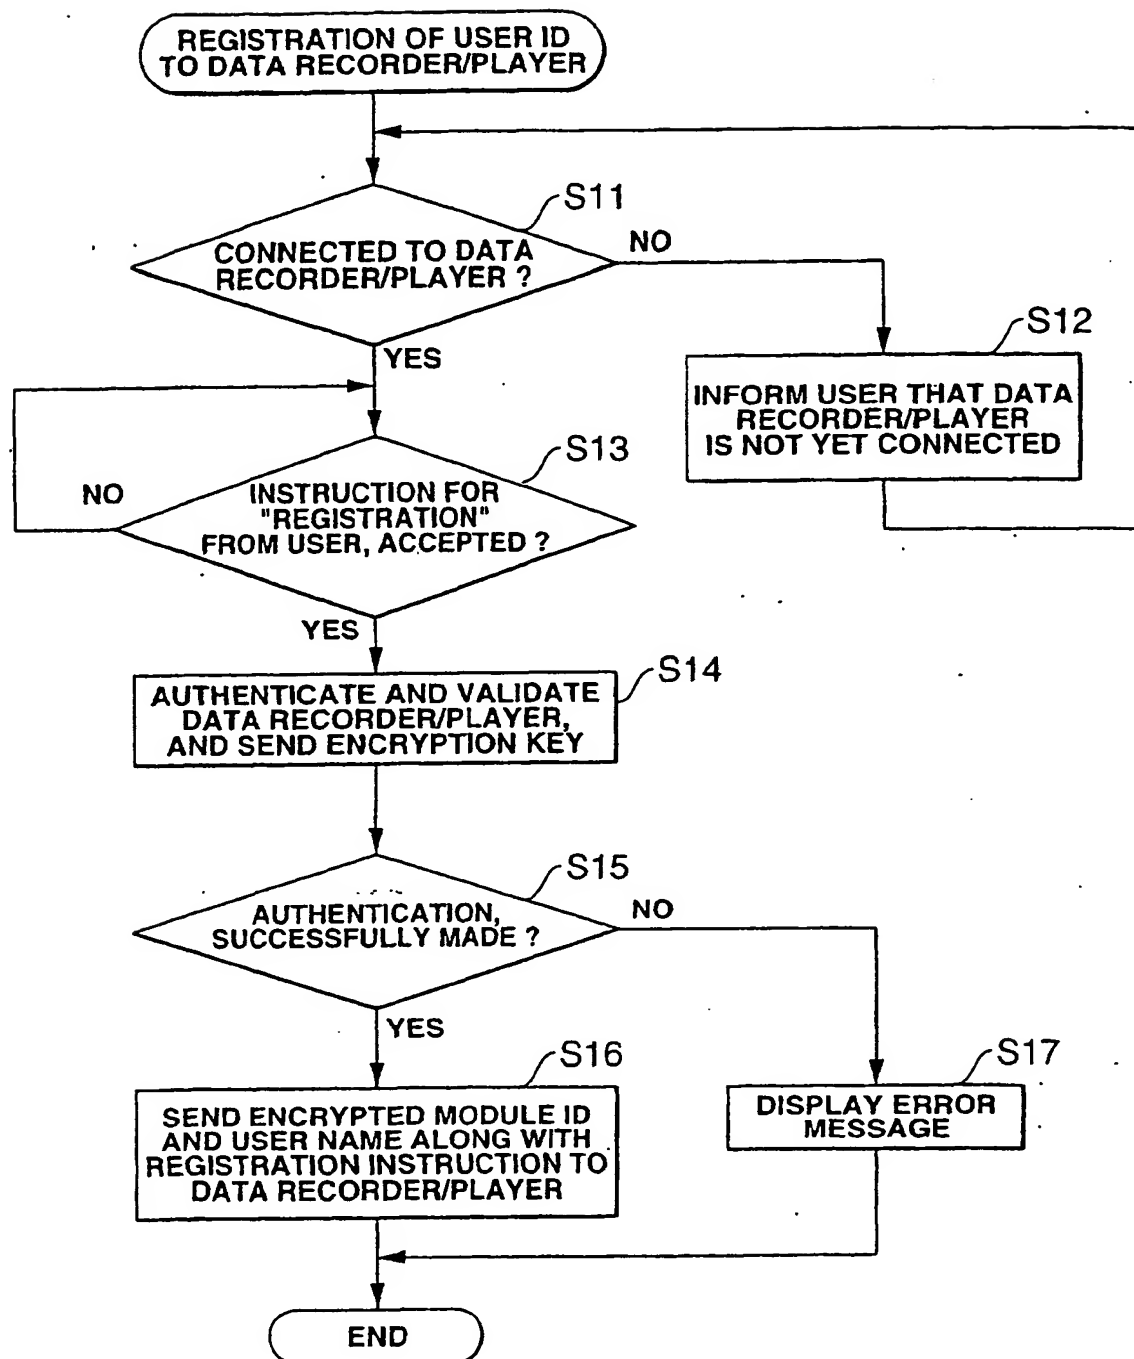 REGISTRATION OF USER ID
TO DATA RECORDER/PLAYER
S11
CONNECTED TO DATA
RECORDER/PLAYER ?
NO
YES
S12
INFORM USER THAT DATA
RECORDER/PLAYER
IS NOT YET CONNECTED
S13
INSTRUCTION FOR
"REGISTRATION"
FROM USER, ACCEPTED ?
NO
YES
S14
AUTHENTICATE AND VALIDATE
DATA RECORDER/PLAYER,
AND SEND ENCRYPTION KEY
S15
AUTHENTICATION,
SUCCESSFULLY MADE ?
NO
YES
S16
SEND ENCRYPTED MODULE ID
AND USER NAME ALONG WITH
REGISTRATION INSTRUCTION TO
DATA RECORDER/PLAYER
S17
DISPLAY ERROR
MESSAGE
END